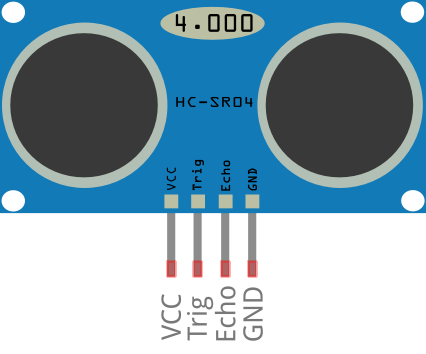 4.000
HC-SR04
VCC
Trig
Echo
GND
VCC
Trig
Echo
GND